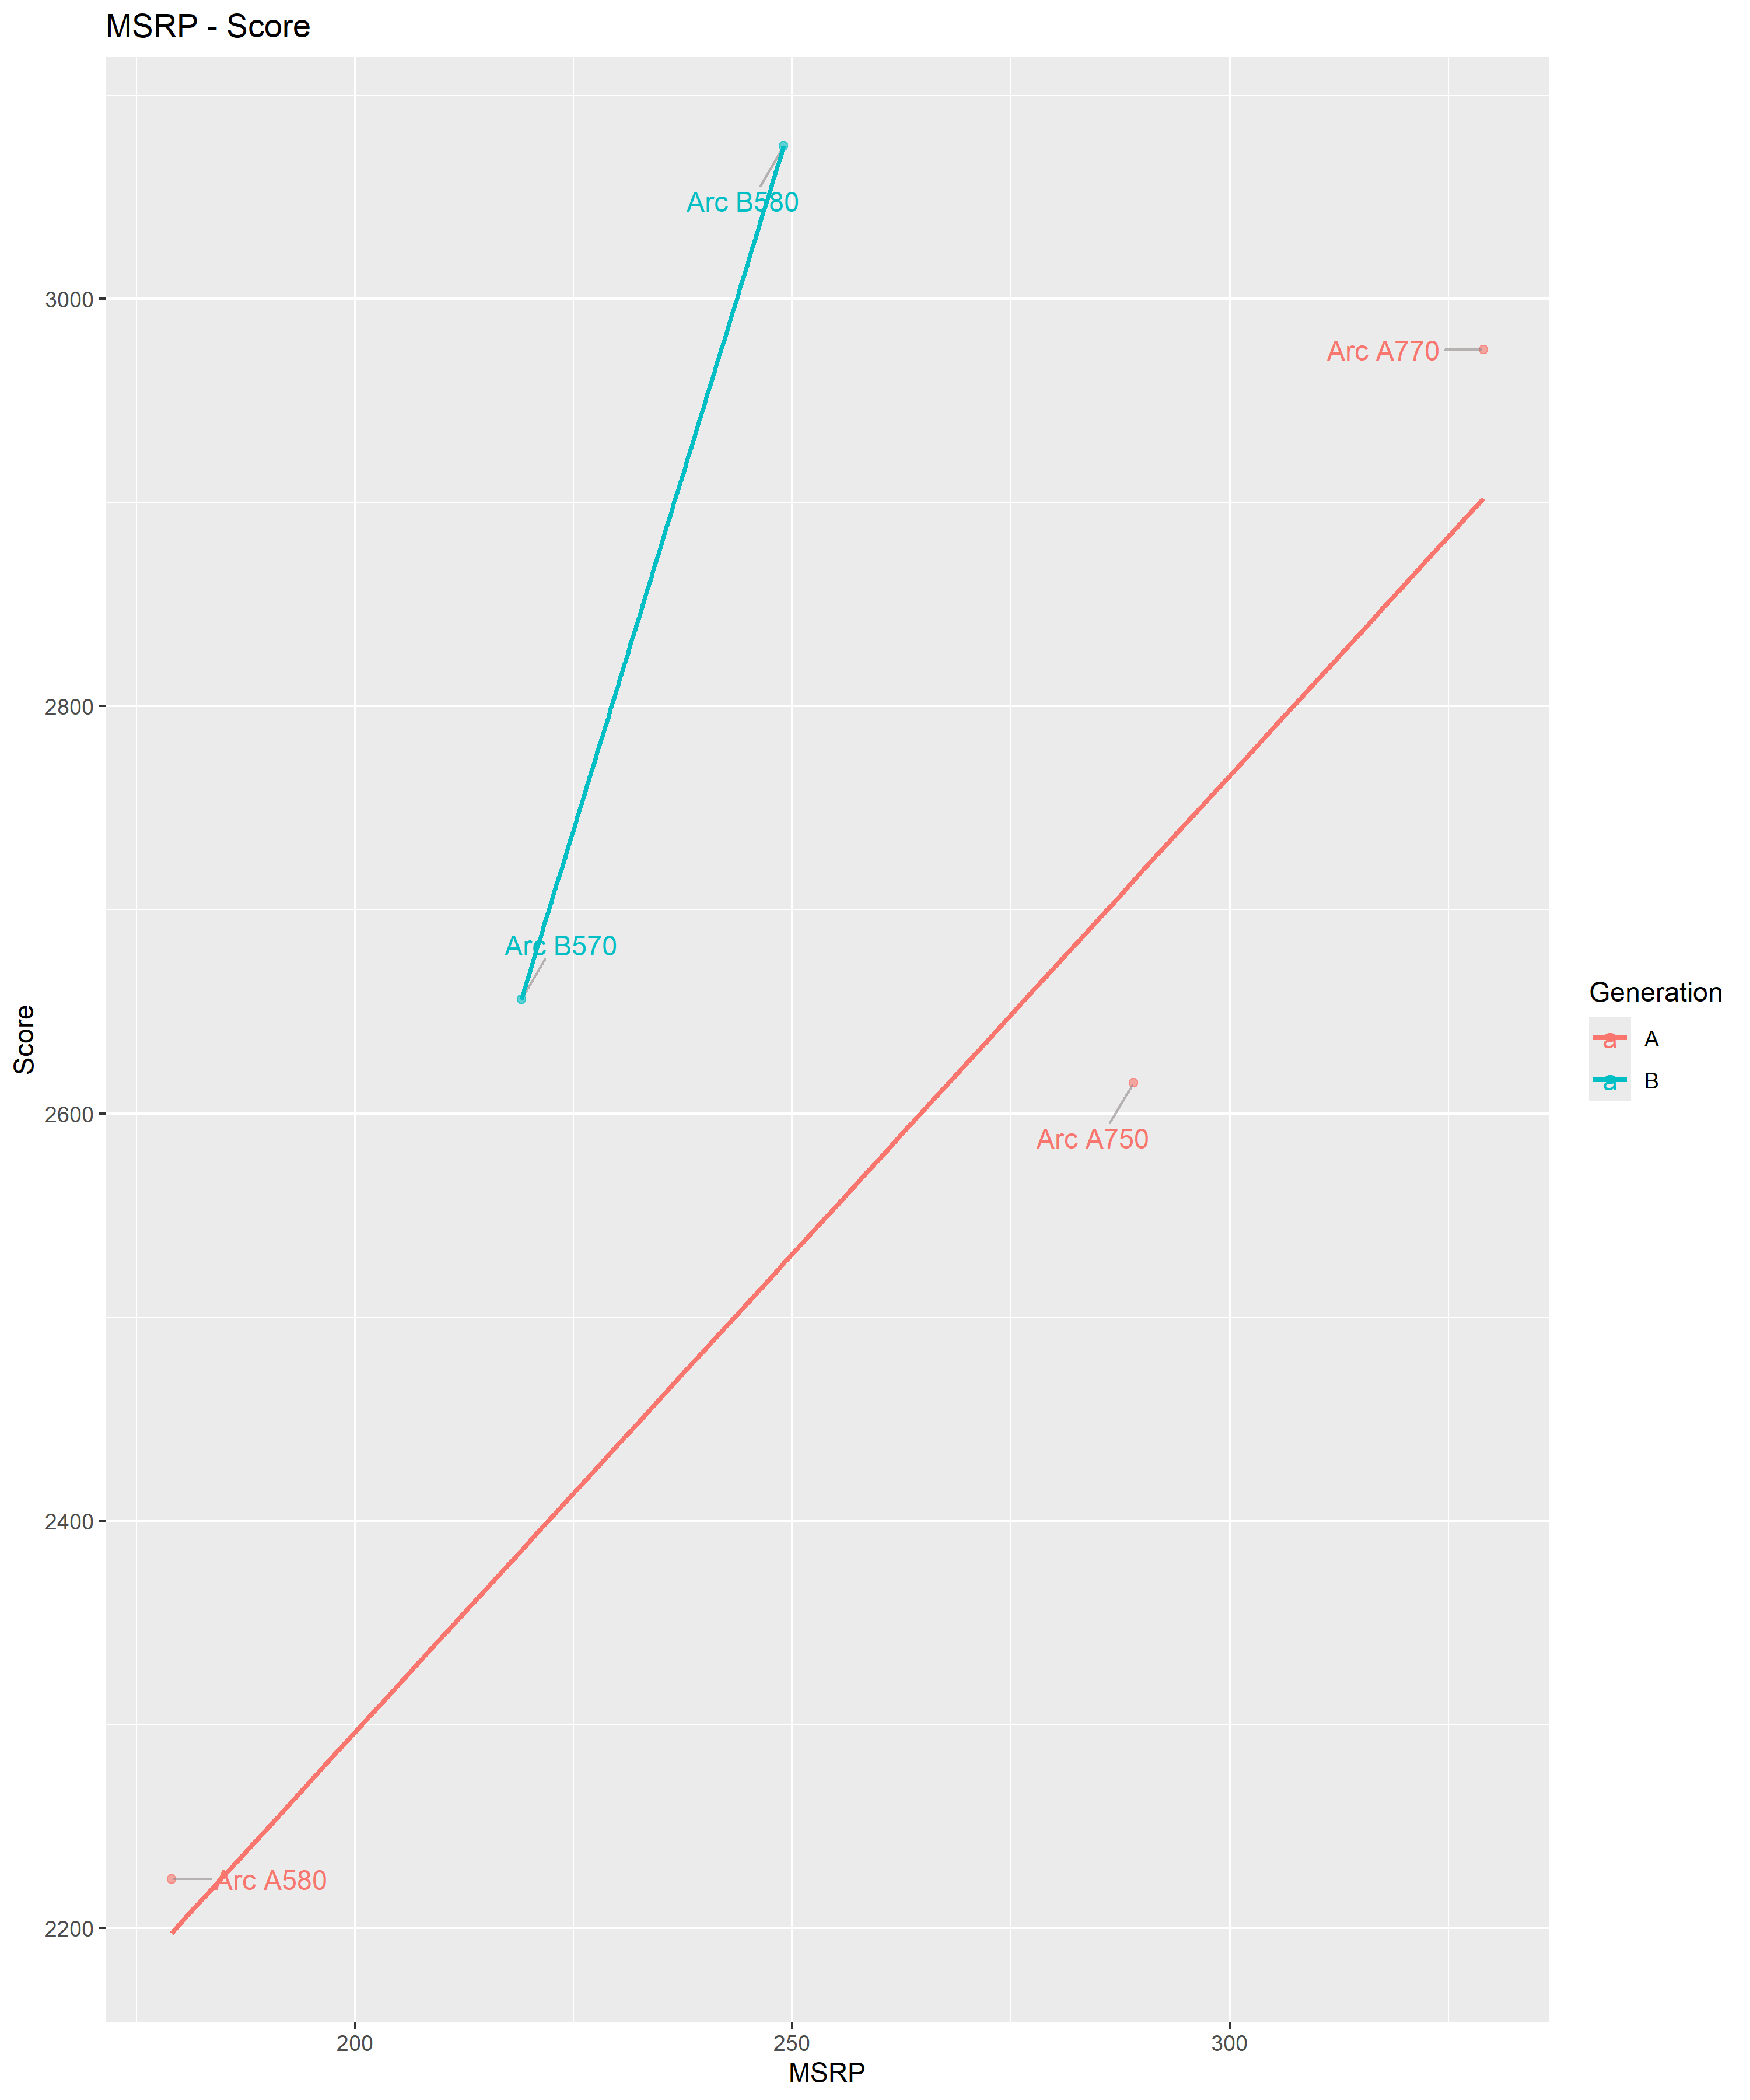 MSRP - Score
Score
3000
2800
2600
2400
2200
Arc B580
Arc A770
Arc B570
Arc A750
Arc A580
200
250
300
MSRP
Generation
a A
a B